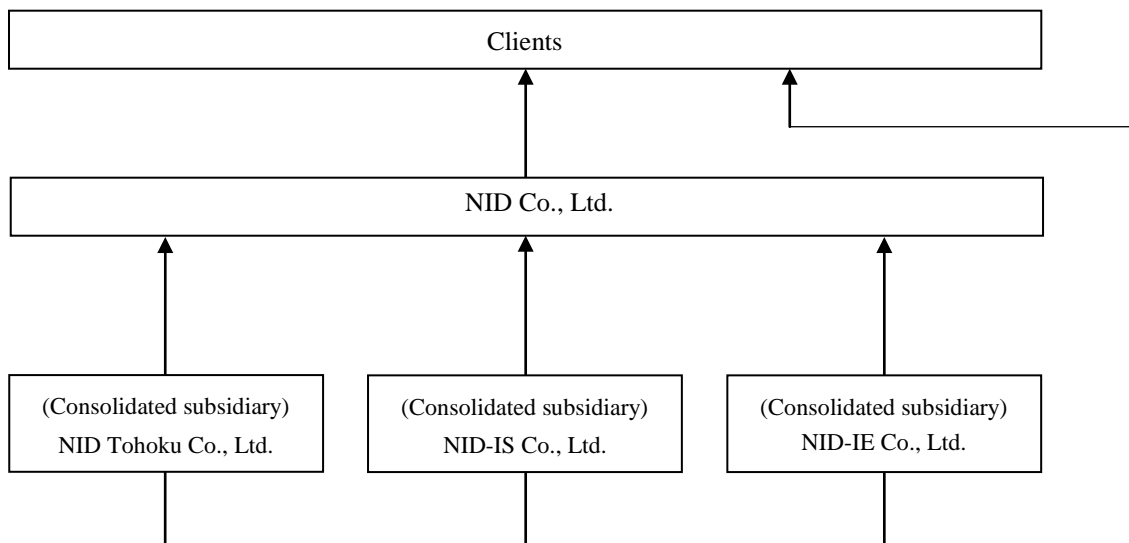 Clients
NID Co., Ltd.
(Consolidated subsidiary)
NID Tohoku Co., Ltd.
(Consolidated subsidiary)
NID-IS Co., Ltd.
(Consolidated subsidiary)
NID-IE Co., Ltd.